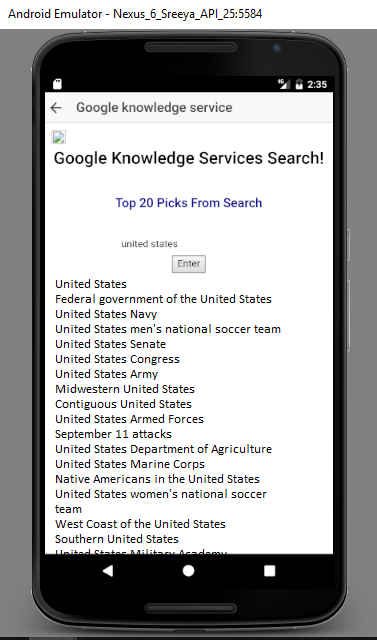 Android Emulator - Nexus_6_Sreeya_API_25:5584
4G 2:35
Google knowledge service
Google Knowledge Services Search!
Top 20 Picks From Search
united states
Enter
United States
Federal government of the United States
United States Navy
United States men's national soccer team
United States Senate
United States Congress
United States Army
Midwestern United States
Contiguous United States
United States Armed Forces
September 11 attacks
United States Department of Agriculture
United States Marine Corps
Native Americans in the United States
United States women's national soccer
team
West Coast of the United States
Southern United States
United States Military Academy